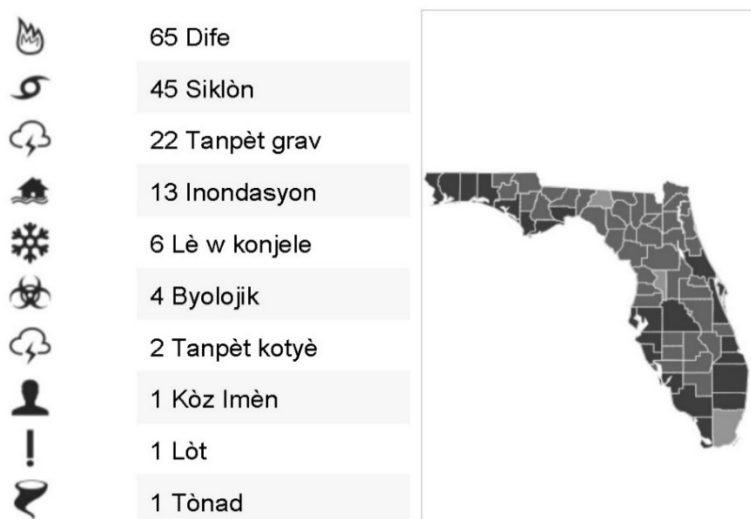 65 Dife
45 Siklòn
22 Tanpèt grav
13 Inondasyon
6 Lè w konjele
4 Byolojik
2 Tanpèt kotyè
1 Kòz Imèn
1 Lòt
1 Tònad